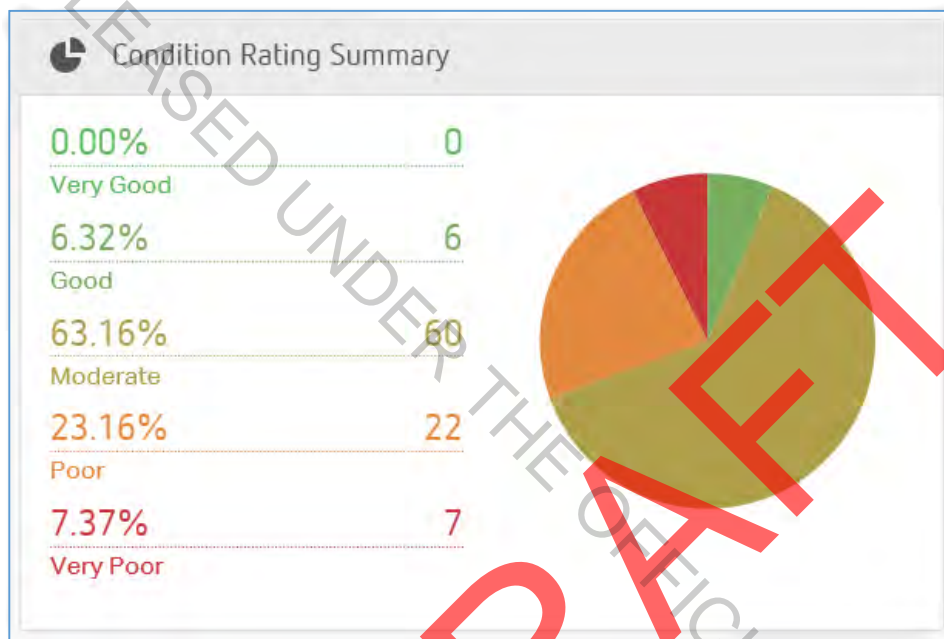 Condition Rating Summary
0.00% 0
Very Good
6.32% 6
Good
63.16% 60
Moderate
23.16% 22
Poor
7.37% 7
Very Poor
LEASED UNDER THE OFFICI
DRAFT